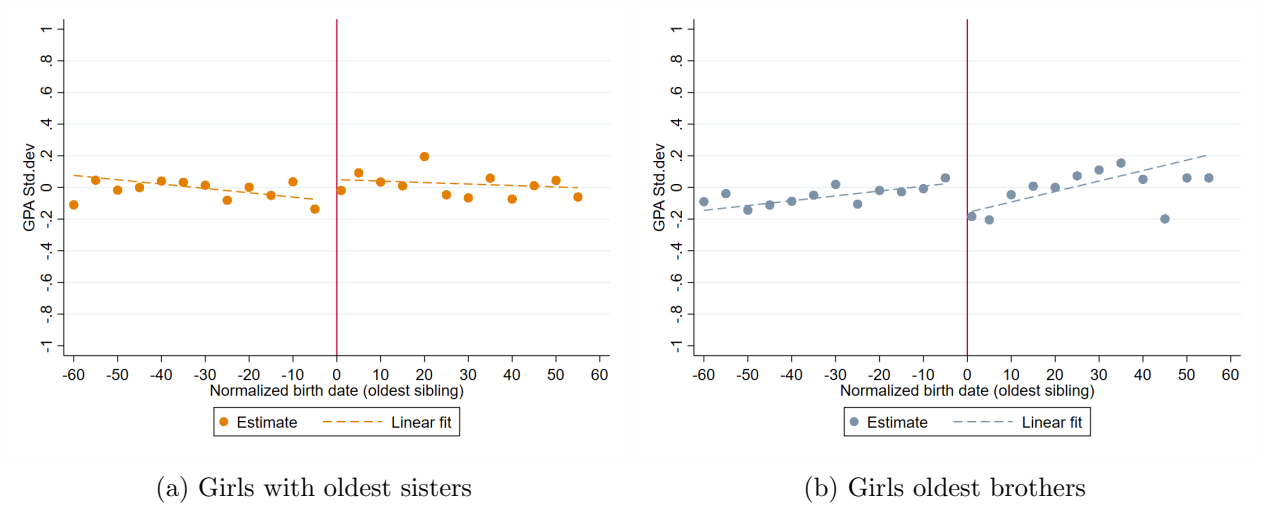 GPA Std.dev
1
.8
.6
.4
.2
0
-.2
-.4
-.6
-.8
-1
-60 -50 -40 -30 -20 -10 0 10 20 30 40 50 60
Normalized birth date (oldest sibling)
Estimate Linear fit
(a) Girls with oldest sisters
GPA Std.dev
1
.8
.6
.4
.2
0
-.2
-.4
-.6
-.8
-1
-60 -50 -40 -30 -20 -10 0 10 20 30 40 50 60
Normalized birth date (oldest sibling)
Estimate Linear fit
(b) Girls oldest brothers